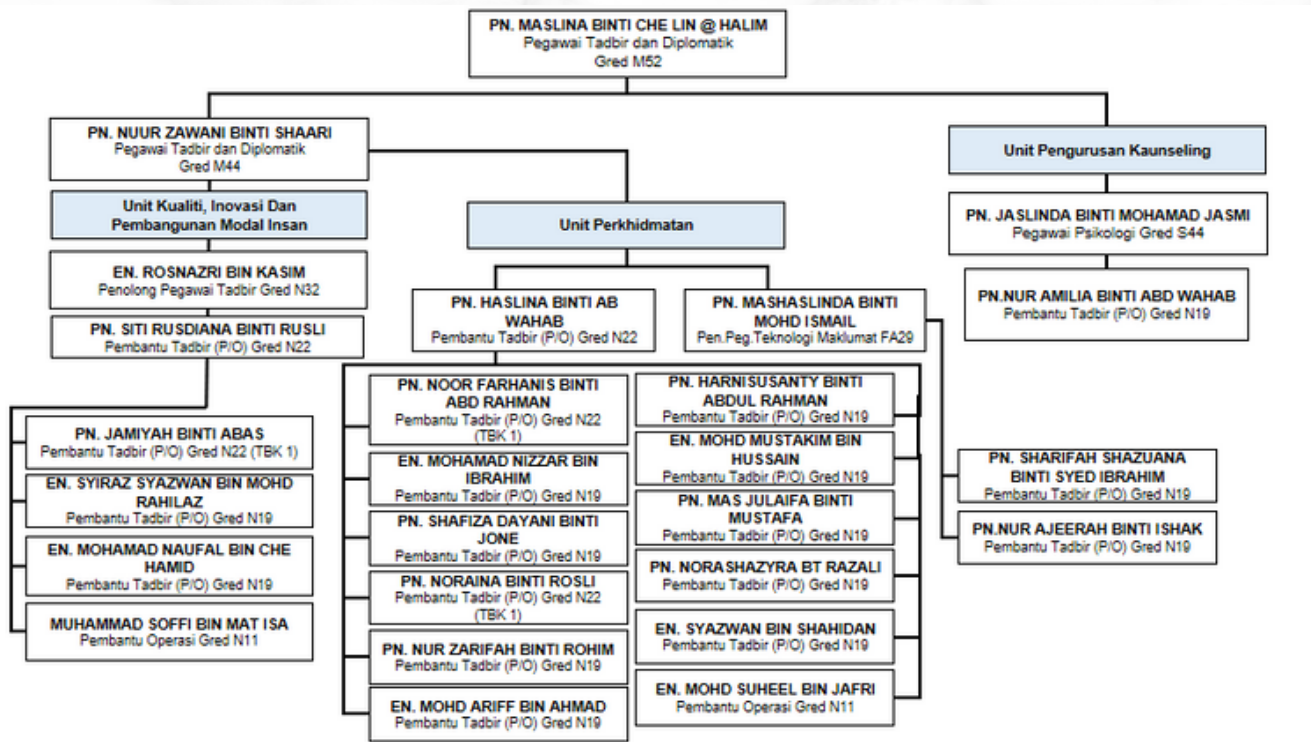 PN. MASLINA BINTI CHE LIN @ HALIM
Pegawai Tadbir dan Diplomatik
Gred M52
PN. NUUR ZAWANI BINTI SHAARI
Pegawai Tadbir dan Diplomatik
Gred M44
Unit Kualiti, Inovasi Dan
Pembangunan Modal Insan
EN. ROSNAZRI BIN KASIM
Penolong Pegawai Tadbir Gred N32
PN. SITI RUSDIANA BINTI RUSLI
Pembantu Tadbir (P/O) Gred N22
PN. JAMIYAH BINTI ABAS
Pembantu Tadbir (P/O) Gred N22 (TBK 1)
EN. SYIRAZ SYAZWAN BIN MOHD
RAHILAZ
Pembantu Tadbir (P/O) Gred N19
EN. MOHAMAD NAUFAL BIN CHE
HAMID
Pembantu Tadbir (P/O) Gred N19
MUHAMMAD SOFFI BIN MAT ISA
Pembantu Operasi Gred N11
Unit Perkhidmatan
PN. HASLINA BINTI AB
WAHAB
Pembantu Tadbir (P/O) Gred N22
PN. NOOR FARHANIS BINTI
ABD RAHMAN
Pembantu Tadbir (P/O) Gred N22
(TBK 1)
EN. MOHAMAD NIZZAR BIN
IBRAHIM
Pembantu Tadbir (P/O) Gred N19
PN. SHAFIZA DAYANI BINTI
JONE
Pembantu Tadbir (P/O) Gred N19
PN. NORAINA BINTI ROSLI
Pembantu Tadbir (P/O) Gred N22
(TBK 1)
PN. NUR ZARIFAH BINTI ROHIM
Pembantu Tadbir (P/O) Gred N19
EN. MOHD ARIFF BIN AHMAD
Pembantu Tadbir (P/O) Gred N19
PN. HARNISUSANTY BINTI
ABDUL RAHMAN
Pembantu Tadbir (P/O) Gred N19
EN. MOHD MUSTAKIM BIN
HUSSAIN
Pembantu Tadbir (P/O) Gred N19
PN. MAS JULAIFA BINTI
MUSTAFA
Pembantu Tadbir (P/O) Gred N19
PN. NORASHAZYRA BT RAZALI
Pembantu Tadbir (P/O) Gred N19
EN. SYAZWAN BIN SHAHIDAN
Pembantu Tadbir (P/O) Gred N19
EN. MOHD SUHEEL BIN JAFRI
Pembantu Operasi Gred N11
PN. MASHASLINDA BINTI
MOHD ISMAIL
Pen.Peg.Teknologi Maklumat FA29
PN. SHARIFAH SHAZUANA
BINTI SYED IBRAHIM
Pembantu Tadbir (P/O) Gred N19
PN.NUR AJEERAH BINTI ISHAK
Pembantu Tadbir (P/O) Gred N19
Unit Pengurusan Kaunseling
PN. JASLINDA BINTI MOHAMAD JASMI
Pegawai Psikologi Gred S44
PN.NUR AMILIA BINTI ABD WAHAB
Pembantu Tadbir (P/O) Gred N19